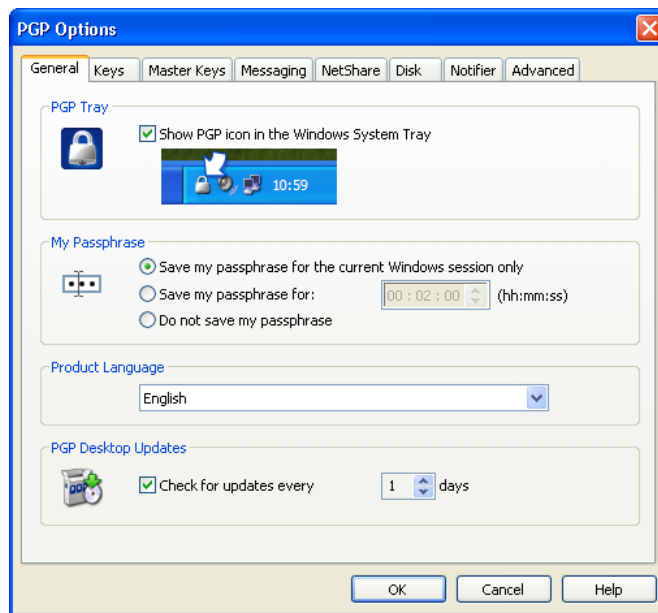 PGP Options
General Keys Master Keys Messaging NetShare Disk Notifier Advanced
PGP Tray
Show PGP icon in the Windows System Tray
10:59
My Passphrase
Save my passphrase for the current Windows session only
Save my passphrase for: 00 : 02 : 00 (hh:mm:ss)
Do not save my passphrase
Product Language
English
PGP Desktop Updates
Check for updates every 1 days
OK Cancel Help